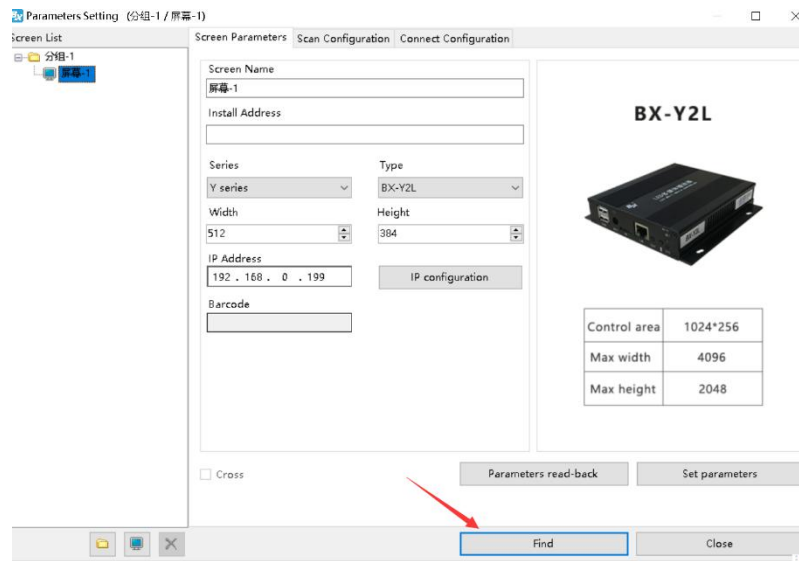 Parameters Setting (分组-1 / 屏幕-1)
Screen List
分组-1
屏幕-1
Screen Parameters Scan Configuration Connect Configuration
Screen Name
屏幕-1
Install Address
Series Type
Y series BX-Y2L
Width Height
512 384
IP Address
192 . 168 . 0 . 199 IP configuration
Barcode
BX-Y2L
Control area 1024*256
Max width 4096
Max height 2048
Cross Parameters read-back Set parameters
Find Close